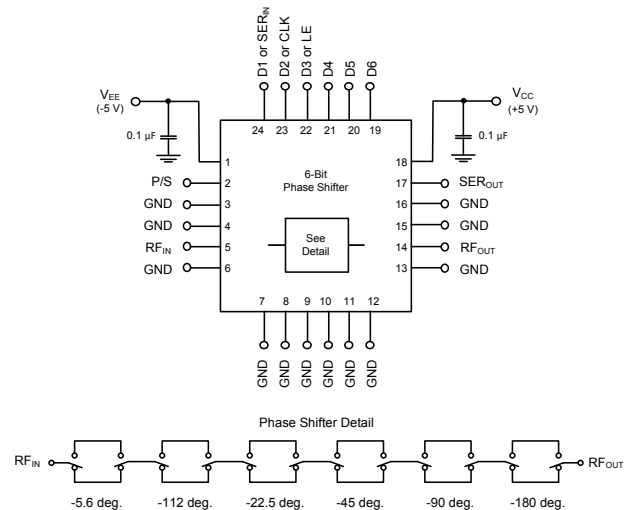 D1 or SERIN
D2 or CLK
D3 or LE
D4
D5
D6
VEE
(-5 V)
VCC
(+5 V)
24 23 22 21 20 19
0.1 µF
0.1 µF
1
18
6-Bit
Phase Shifter
P/S 2
17 SEROUT
GND 3
16 GND
GND 4
15 GND
See
Detail
RFIN 5
14 RFOUT
GND 6
13 GND
7 8 9 10 11 12
GND GND GND GND GND GND
Phase Shifter Detail
RFIN
RFOUT
-5.6 deg. -112 deg. -22.5 deg. -45 deg. -90 deg. -180 deg.